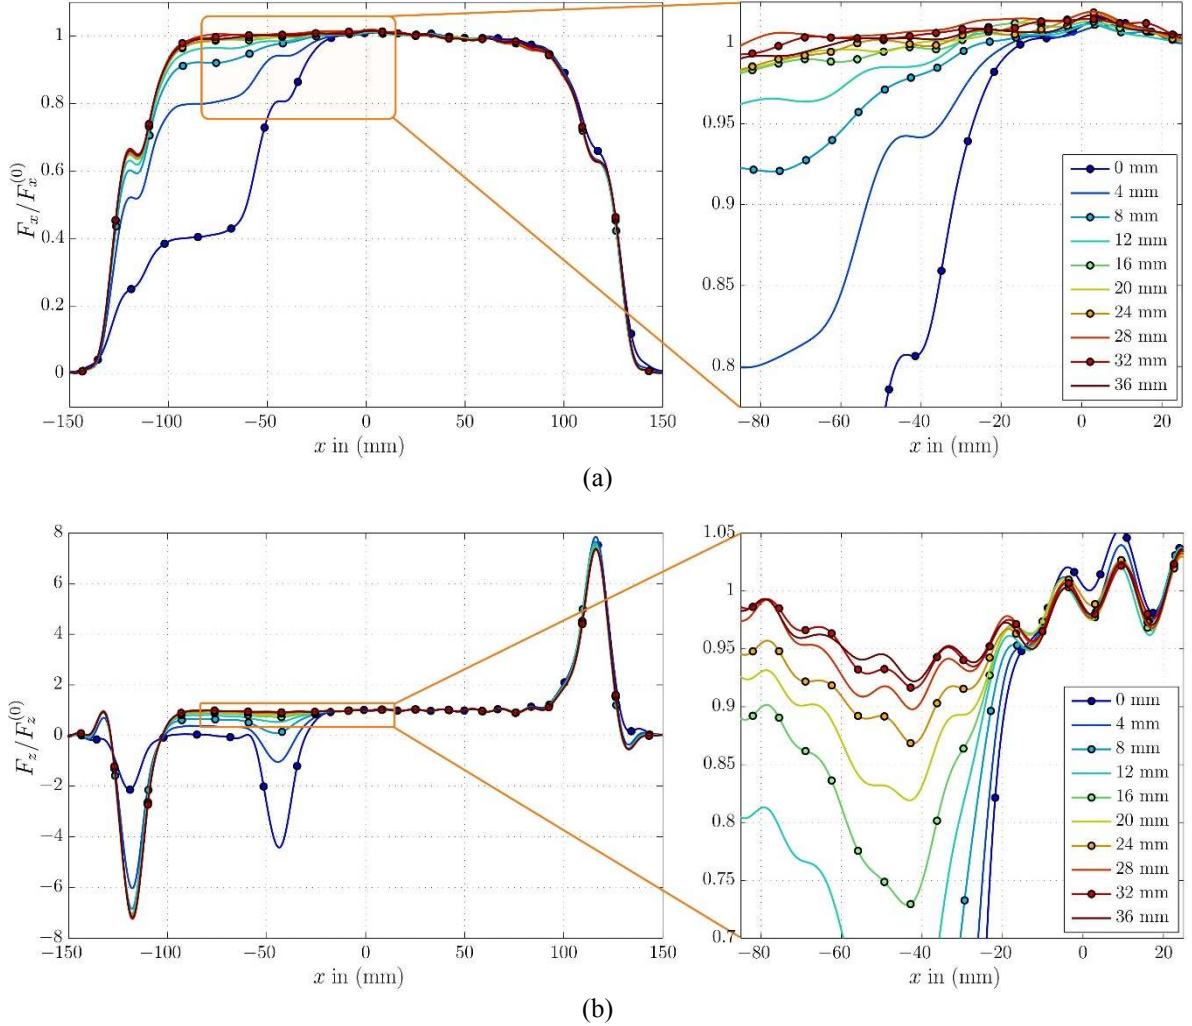 1
0.8
0.6
0.4
0.2
0
F_x/F_x^{(0)}
−150 −100 −50 0 50 100 150
x in (mm)
1
0.95
0.9
0.85
0.8
−80 −60 −40 −20 0 20
x in (mm)
0 mm
4 mm
8 mm
12 mm
16 mm
20 mm
24 mm
28 mm
32 mm
36 mm
(a)
8
6
4
2
0
−2
−4
−6
−8
F_z/F_z^{(0)}
−150 −100 −50 0 50 100 150
x in (mm)
1.05
1
0.95
0.9
0.85
0.8
0.75
0.7
−80 −60 −40 −20 0 20
x in (mm)
0 mm
4 mm
8 mm
12 mm
16 mm
20 mm
24 mm
28 mm
32 mm
36 mm
(b)